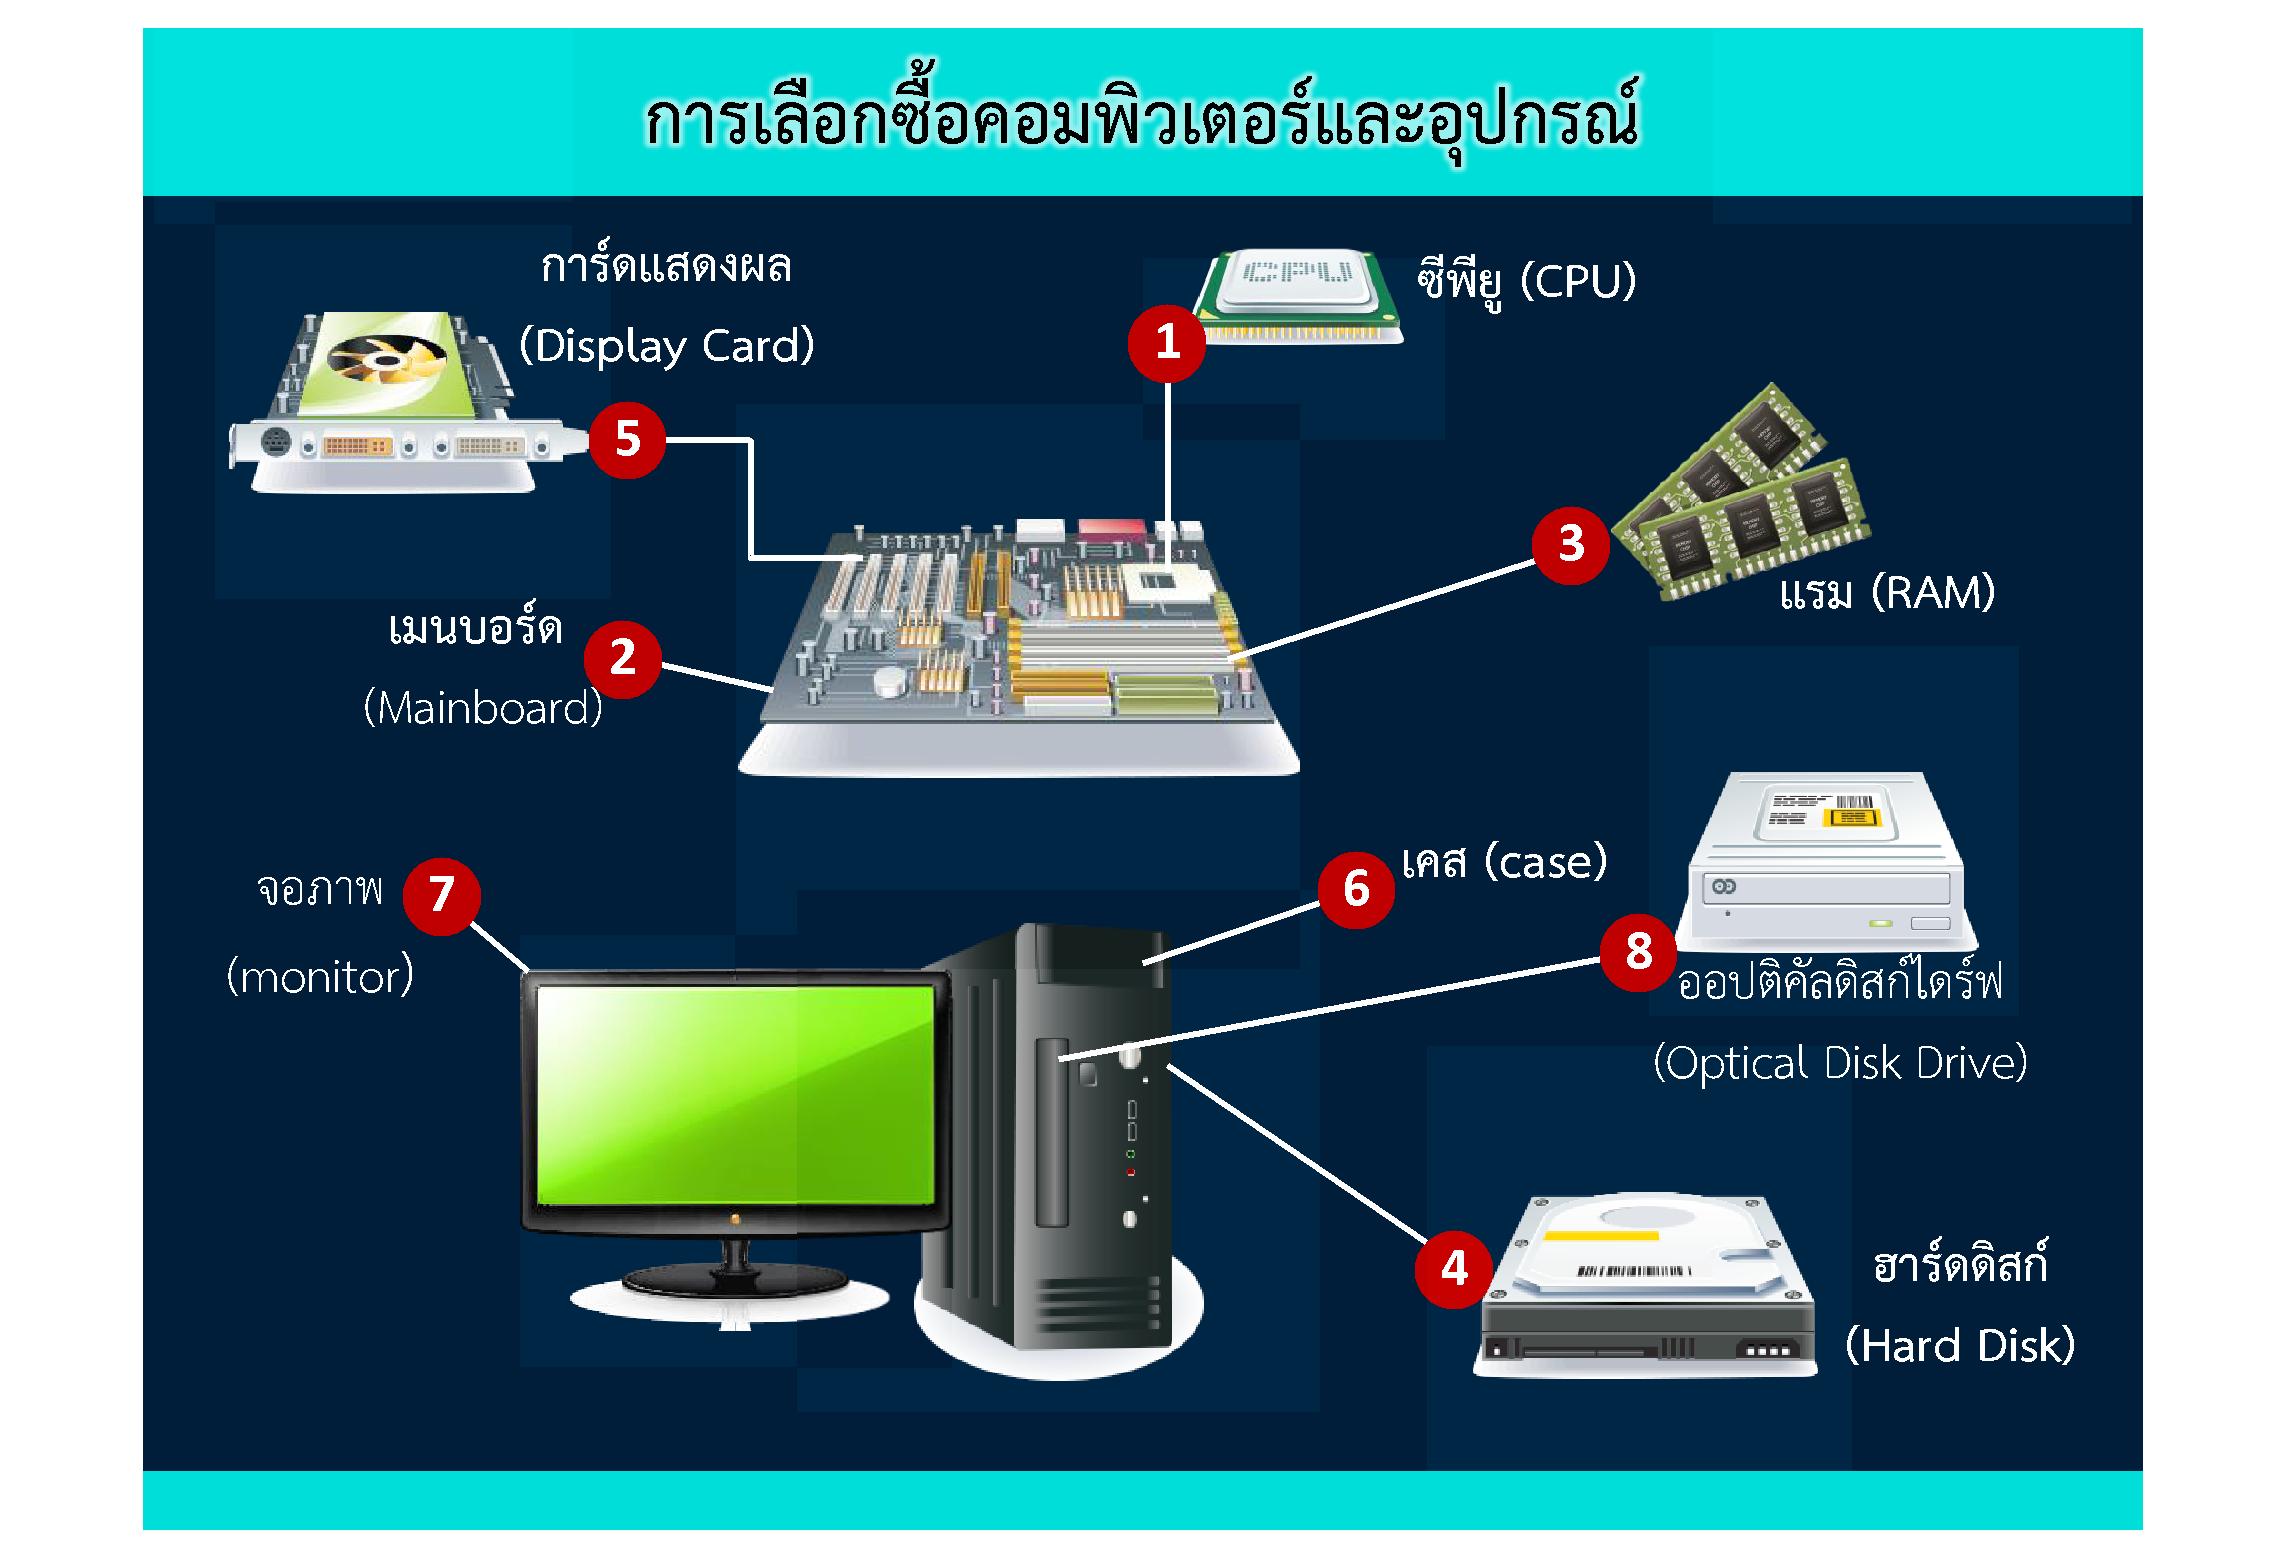 การเลือกซื้อคอมพิวเตอร์และอุปกรณ์
การ์ดแสดงผล
(Display Card)
5
CPU
ซีพียู (CPU)
1
3
แรม (RAM)
เมนบอร์ด
(Mainboard)
2
จอภาพ
(monitor)
7
6
เคส (case)
8
ออปติคัลดิสก์ไดร์ฟ
(Optical Disk Drive)
4
ฮาร์ดดิสก์
(Hard Disk)